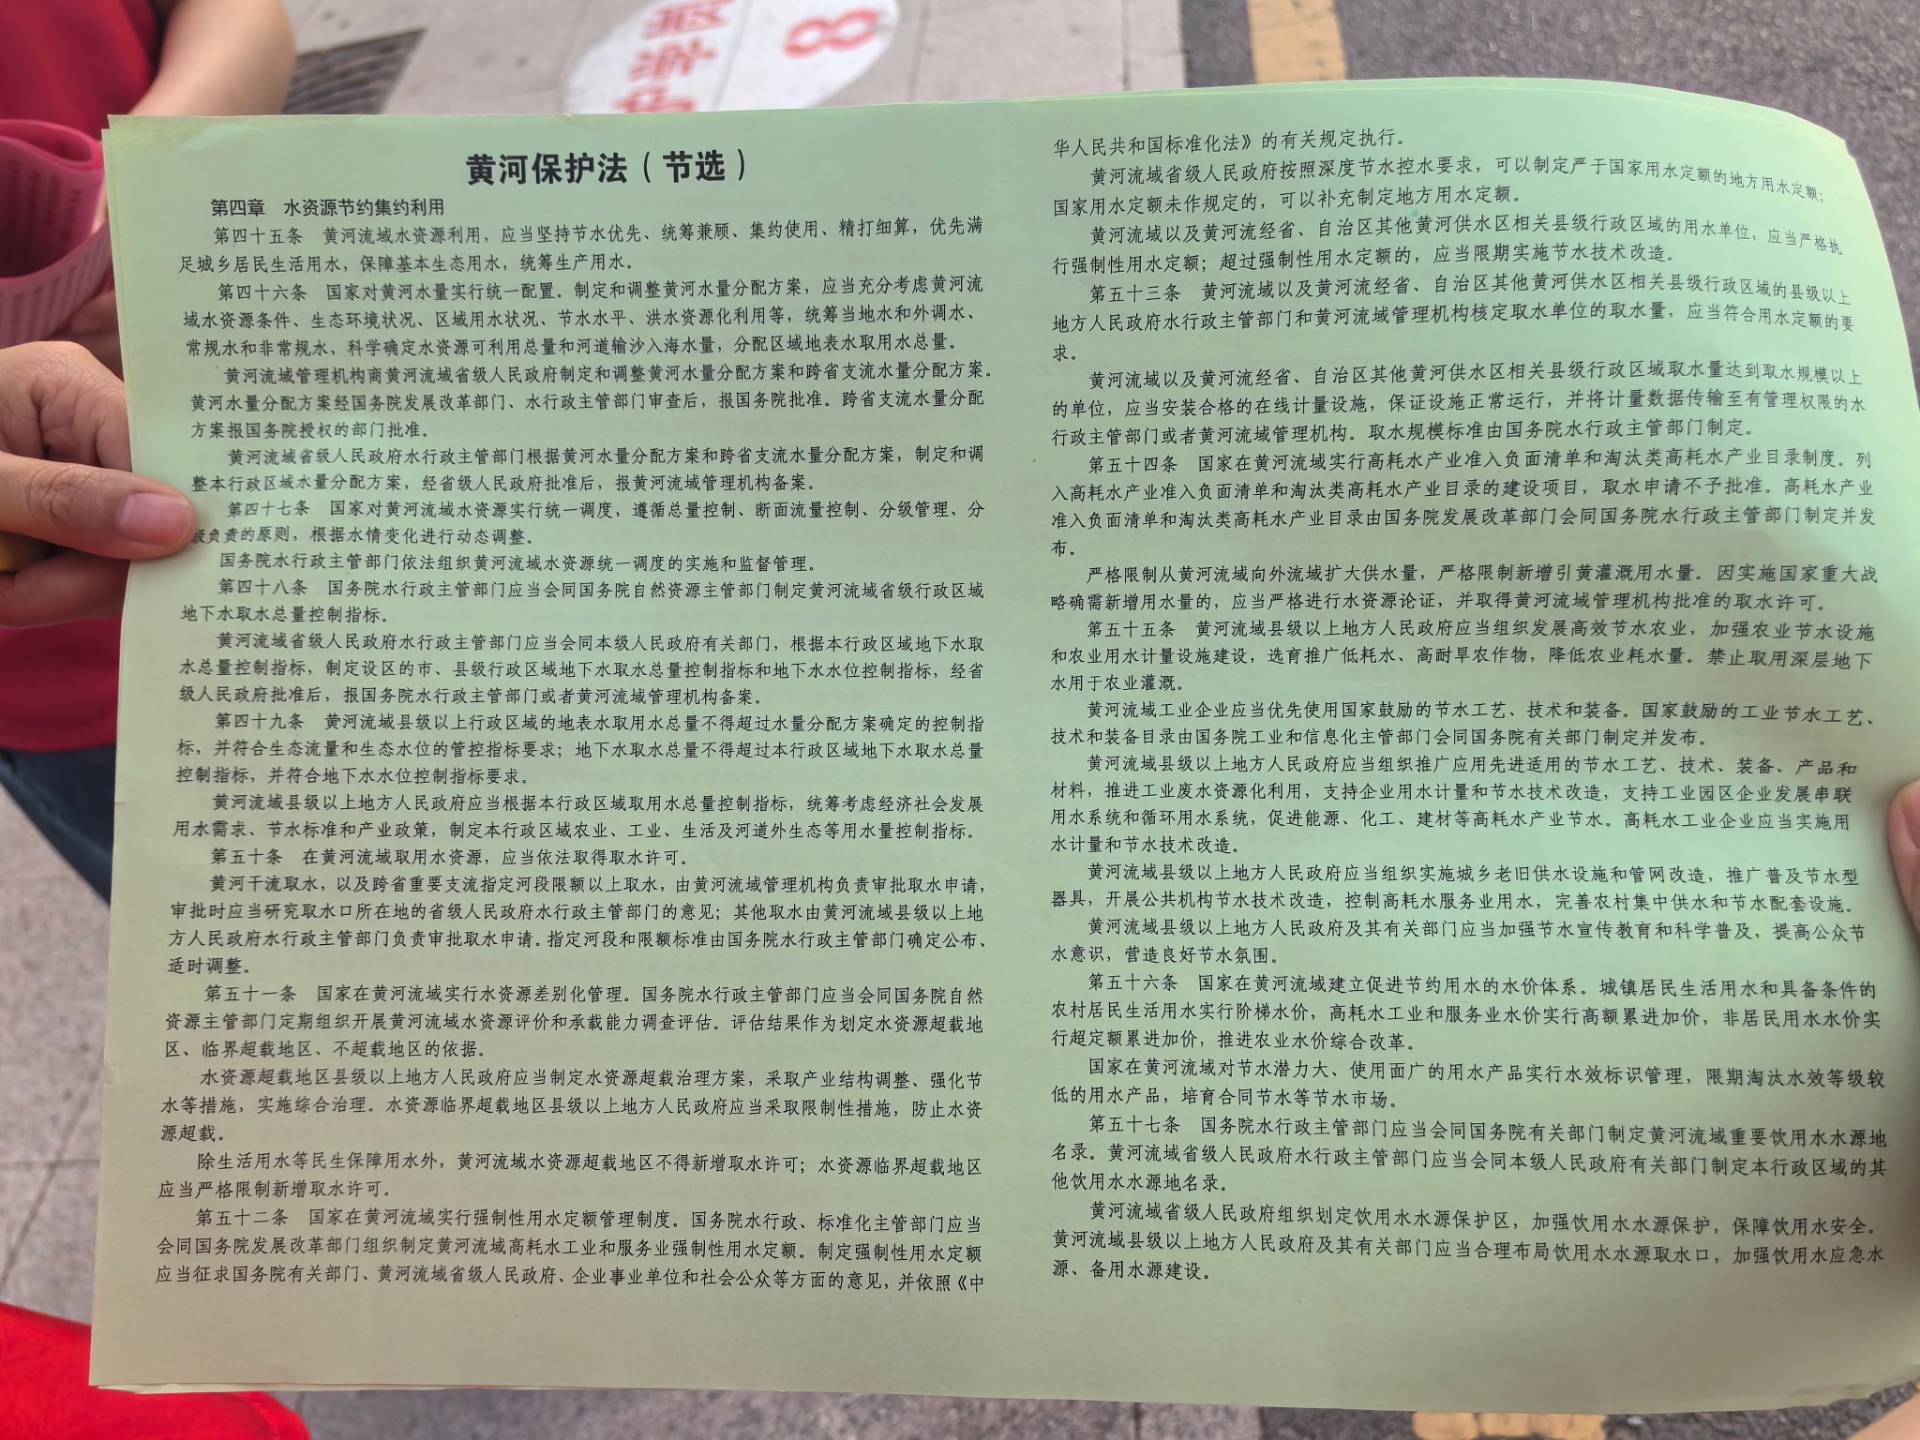 中学店
8
黄河保护法（节选）
第四章　水资源节约集约利用
第四十五条　黄河流域水资源利用，应当坚持节水优先、统筹兼顾、集约使用、精打细算，优先满
足城乡居民生活用水，保障基本生态用水，统筹生产用水。
第四十六条　国家对黄河水量实行统一配置。制定和调整黄河水量分配方案，应当充分考虑黄河流
域水资源条件、生态环境状况、区域用水状况、节水水平、洪水资源化利用等，统筹当地水和外调水、
常规水和非常规水，科学确定水资源可利用总量和河道输沙入海水量，分配区域地表水取用水总量。
黄河流域管理机构商黄河流域省级人民政府制定和调整黄河水量分配方案和跨省支流水量分配方案。
黄河水量分配方案经国务院发展改革部门、水行政主管部门审查后，报国务院批准。跨省支流水量分配
方案报国务院授权的部门批准。
黄河流域省级人民政府水行政主管部门根据黄河水量分配方案和跨省支流水量分配方案，制定和调
整本行政区域水量分配方案，经省级人民政府批准后，报黄河流域管理机构备案。
第四十七条　国家对黄河流域水资源实行统一调度，遵循总量控制、断面流量控制、分级管理、分
级负责的原则，根据水情变化进行动态调整。
国务院水行政主管部门依法组织黄河流域水资源统一调度的实施和监督管理。
第四十八条　国务院水行政主管部门应当会同国务院自然资源主管部门制定黄河流域省级行政区域
地下水取水总量控制指标。
黄河流域省级人民政府水行政主管部门应当会同本级人民政府有关部门，根据本行政区域地下水取
水总量控制指标，制定设区的市、县级行政区域地下水取水总量控制指标和地下水水位控制指标，经省
级人民政府批准后，报国务院水行政主管部门或者黄河流域管理机构备案。
第四十九条　黄河流域县级以上行政区域的地表水取用水总量不得超过水量分配方案确定的控制指
标，并符合生态流量和生态水位的管控指标要求；地下水取水总量不得超过本行政区域地下水取水总量
控制指标，并符合地下水水位控制指标要求。
黄河流域县级以上地方人民政府应当根据本行政区域取用水总量控制指标，统筹考虑经济社会发展
用水需求、节水标准和产业政策，制定本行政区域农业、工业、生活及河道外生态等用水量控制指标。
第五十条　在黄河流域取用水资源，应当依法取得取水许可。
黄河干流取水，以及跨省重要支流指定河段限额以上取水，由黄河流域管理机构负责审批取水申请，
审批时应当研究取水口所在地的省级人民政府水行政主管部门的意见；其他取水由黄河流域县级以上地
方人民政府水行政主管部门负责审批取水申请。指定河段和限额标准由国务院水行政主管部门确定公布、
适时调整。
第五十一条　国家在黄河流域实行水资源差别化管理。国务院水行政主管部门应当会同国务院自然
资源主管部门定期组织开展黄河流域水资源评价和承载能力调查评估。评估结果作为划定水资源超载地
区、临界超载地区、不超载地区的依据。
水资源超载地区县级以上地方人民政府应当制定水资源超载治理方案，采取产业结构调整、强化节
水等措施，实施综合治理。水资源临界超载地区县级以上地方人民政府应当采取限制性措施，防止水资
源超载。
除生活用水等民生保障用水外，黄河流域水资源超载地区不得新增取水许可；水资源临界超载地区
应当严格限制新增取水许可。
第五十二条　国家在黄河流域实行强制性用水定额管理制度。国务院水行政、标准化主管部门应当
会同国务院发展改革部门组织制定黄河流域高耗水工业和服务业强制性用水定额。制定强制性用水定额
应当征求国务院有关部门、黄河流域省级人民政府、企业事业单位和社会公众等方面的意见，并依照《中
华人民共和国标准化法》的有关规定执行。
黄河流域省级人民政府按照深度节水控水要求，可以制定严于国家用水定额的地方用水定额；
国家用水定额未作规定的，可以补充制定地方用水定额。
黄河流域以及黄河流经省、自治区其他黄河供水区相关县级行政区域的用水单位，应当严格执
行强制性用水定额；超过强制性用水定额的，应当限期实施节水技术改造。
第五十三条　黄河流域以及黄河流经省、自治区其他黄河供水区相关县级行政区域的县级以上
地方人民政府水行政主管部门和黄河流域管理机构核定取水单位的取水量，应当符合用水定额的要
求。
黄河流域以及黄河流经省、自治区其他黄河供水区相关县级行政区域取水量达到取水规模以上
的单位，应当安装合格的在线计量设施，保证设施正常运行，并将计量数据传输至有管理权限的水
行政主管部门或者黄河流域管理机构。取水规模标准由国务院水行政主管部门制定。
第五十四条　国家在黄河流域实行高耗水产业准入负面清单和淘汰类高耗水产业目录制度。列
入高耗水产业准入负面清单和淘汰类高耗水产业目录的建设项目，取水申请不予批准。高耗水产业
准入负面清单和淘汰类高耗水产业目录由国务院发展改革部门会同国务院水行政主管部门制定并发
布。
严格限制从黄河流域向外流域扩大供水量，严格限制新增引黄灌溉用水量。因实施国家重大战
略确需新增用水量的，应当严格进行水资源论证，并取得黄河流域管理机构批准的取水许可。
第五十五条　黄河流域县级以上地方人民政府应当组织发展高效节水农业，加强农业节水设施
和农业用水计量设施建设，选育推广低耗水、高耐旱农作物，降低农业耗水量。禁止取用深层地下
水用于农业灌溉。
黄河流域工业企业应当优先使用国家鼓励的节水工艺、技术和装备。国家鼓励的工业节水工艺、
技术和装备目录由国务院工业和信息化主管部门会同国务院有关部门制定并发布。
黄河流域县级以上地方人民政府应当组织推广应用先进适用的节水工艺、技术、装备、产品和
材料，推进工业废水资源化利用，支持企业用水计量和节水技术改造，支持工业园区企业发展串联
用水系统和循环用水系统，促进能源、化工、建材等高耗水产业节水。高耗水工业企业应当实施用
水计量和节水技术改造。
黄河流域县级以上地方人民政府应当组织实施城乡老旧供水设施和管网改造，推广普及节水型
器具，开展公共机构节水技术改造，控制高耗水服务业用水，完善农村集中供水和节水配套设施。
黄河流域县级以上地方人民政府及其有关部门应当加强节水宣传教育和科学普及，提高公众节
水意识，营造良好节水氛围。
第五十六条　国家在黄河流域建立促进节约用水的水价体系。城镇居民生活用水和具备条件的
农村居民生活用水实行阶梯水价，高耗水工业和服务业水价实行高额累进加价，非居民用水水价实
行超定额累进加价，推进农业水价综合改革。
国家在黄河流域对节水潜力大、使用面广的用水产品实行水效标识管理，限期淘汰水效等级较
低的用水产品，培育合同节水等节水市场。
第五十七条　国务院水行政主管部门应当会同国务院有关部门制定黄河流域重要饮用水水源地
名录。黄河流域省级人民政府水行政主管部门应当会同本级人民政府有关部门制定本行政区域的其
他饮用水水源地名录。
黄河流域省级人民政府组织划定饮用水水源保护区，加强饮用水水源保护，保障饮用水安全。
黄河流域县级以上地方人民政府及其有关部门应当合理布局饮用水水源取水口，加强饮用水应急水
源、备用水源建设。